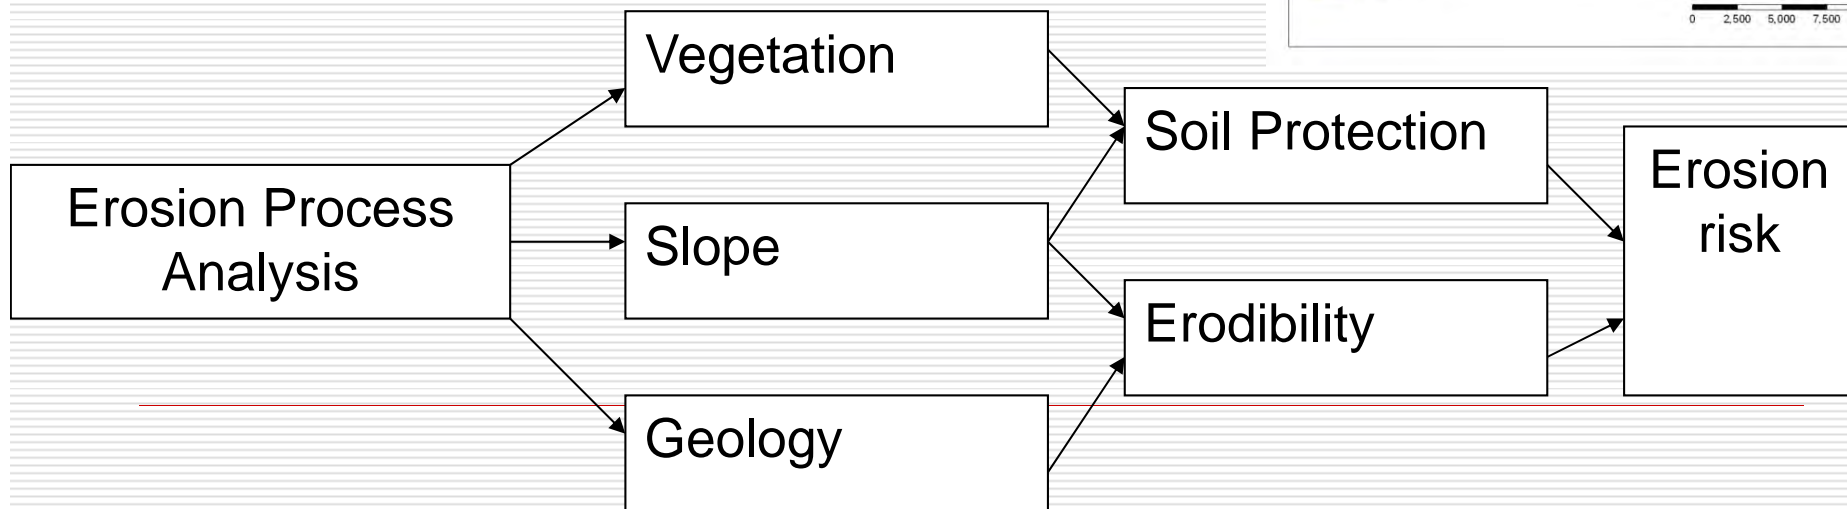 0 2,500 5,000 7,500
Vegetation
Soil Protection
Erosion
risk
Erosion Process
Analysis
Slope
Erodibility
Geology